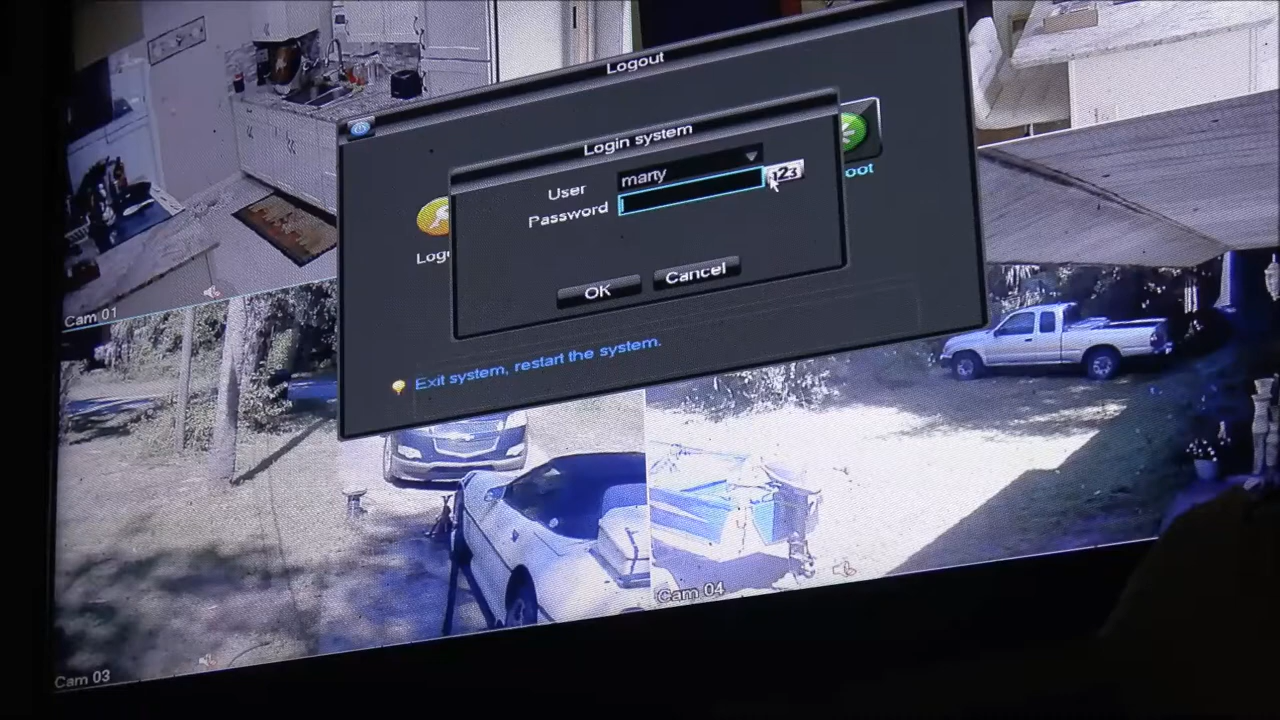 Logout
Login system
User
marty
123
Password
OK
Cancel
Exit system, restart the system.
Cam 01
Cam 03
Cam 04